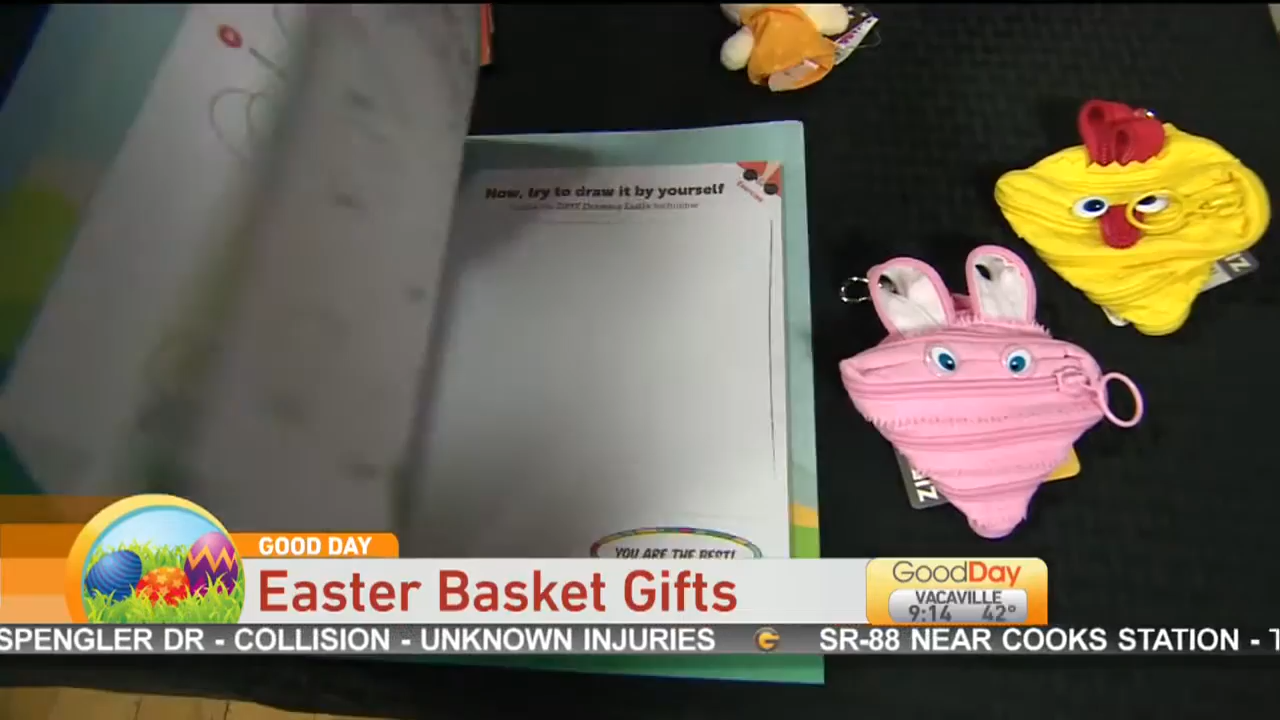 Now, try to draw it by yourself
YOU ARE THE BEST!
GOOD DAY
Easter Basket Gifts
GoodDay
VACAVILLE
9:14 42°
SPENGLER DR - COLLISION - UNKNOWN INJURIES SR-88 NEAR COOKS STATION - T